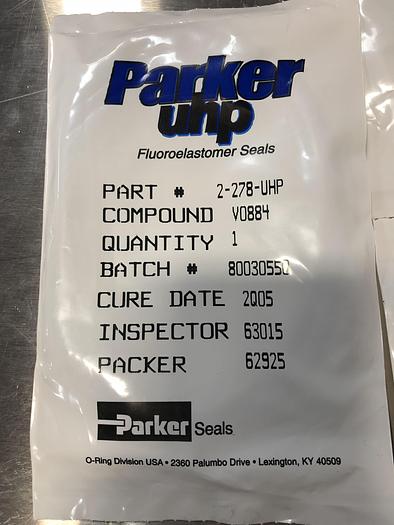 Parker
uhp
Fluoroelastomer Seals
PART # 2-278-UHP
COMPOUND V0884
QUANTITY 1
BATCH # 80030550
CURE DATE 2Q05
INSPECTOR 63015
PACKER 62925
Parker Seals
O-Ring Division USA • 2360 Palumbo Drive • Lexington, KY 40509